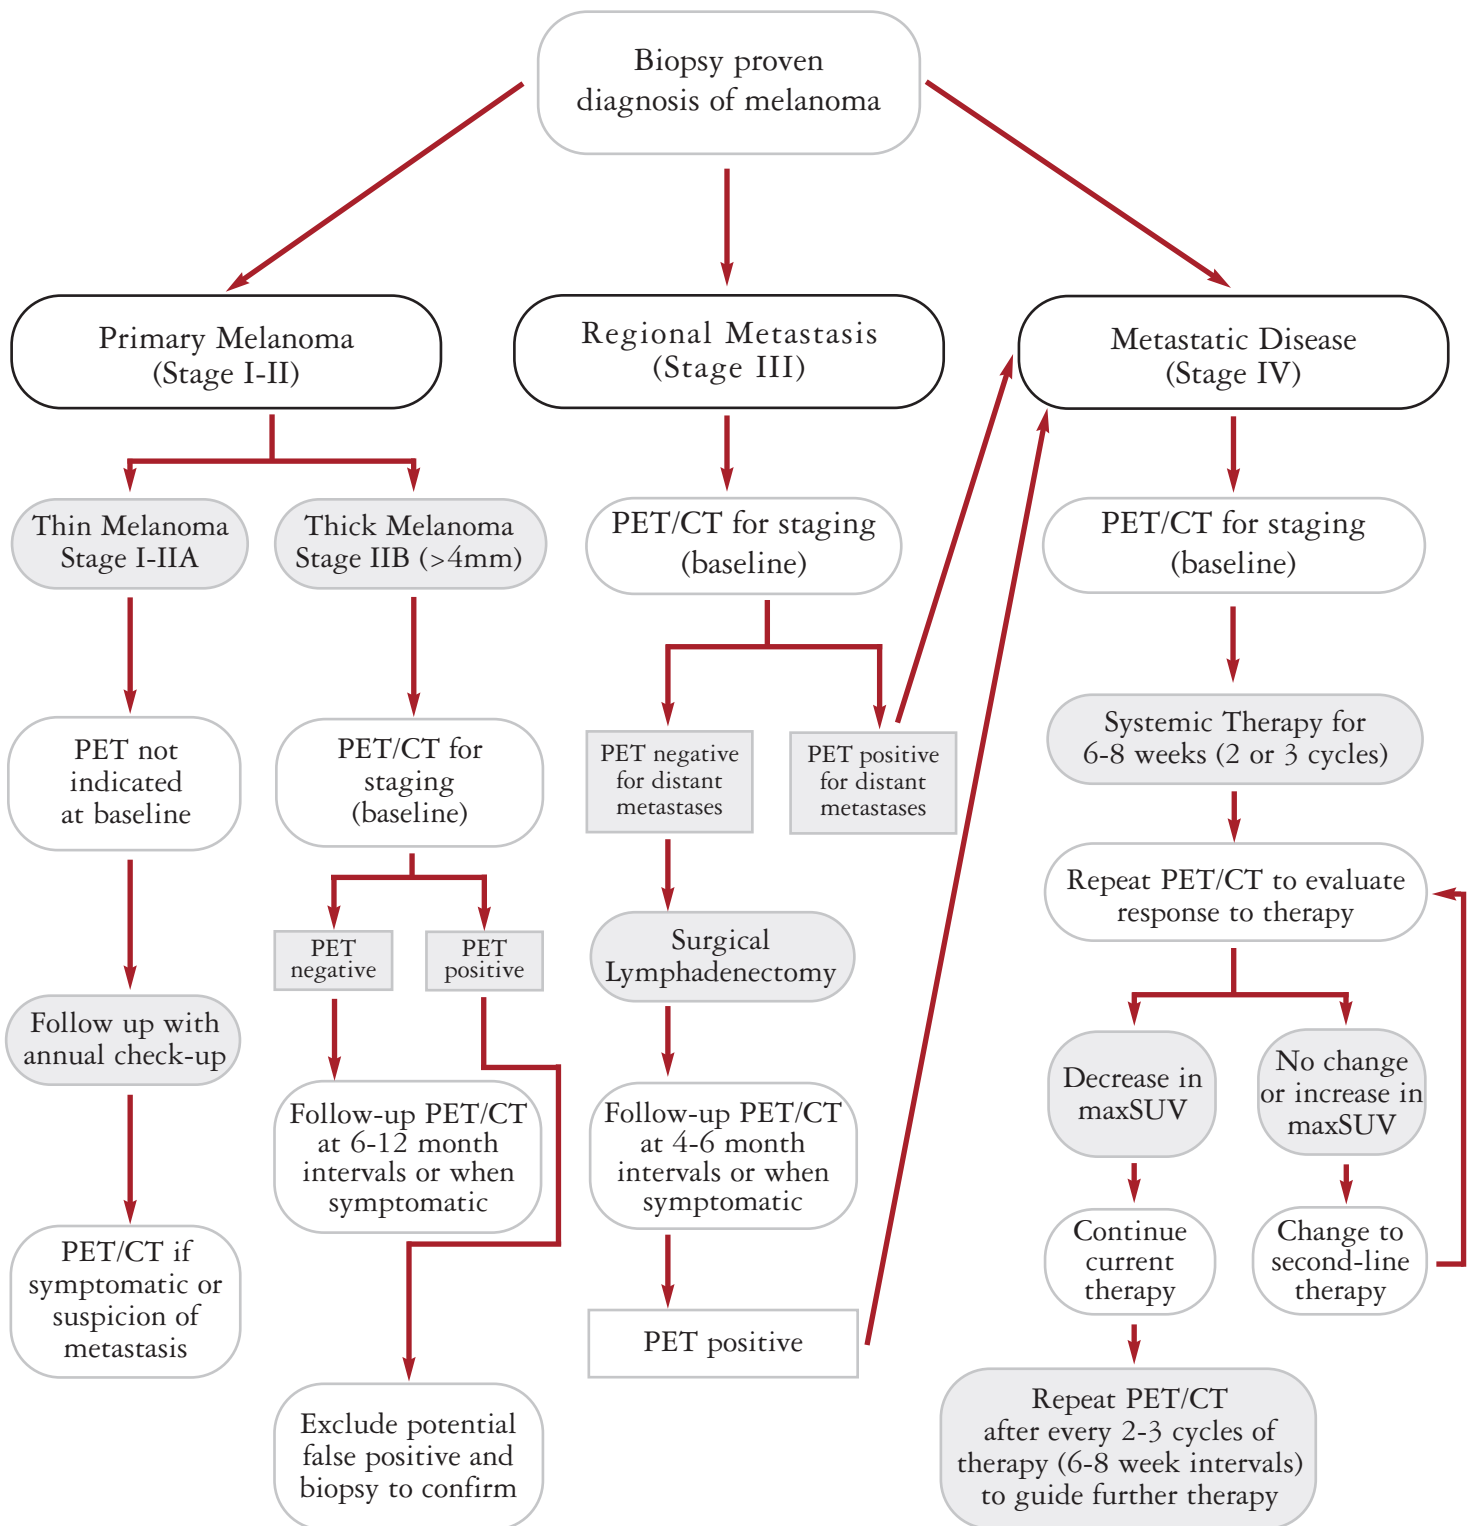 Biopsy proven
diagnosis of melanoma
Primary Melanoma
(Stage I-II)
Regional Metastasis
(Stage III)
Metastatic Disease
(Stage IV)
Thin Melanoma
Stage I-IIA
Thick Melanoma
Stage IIB (>4mm)
PET/CT for staging
(baseline)
PET/CT for staging
(baseline)
PET not
indicated
at baseline
PET/CT for
staging
(baseline)
PET negative
for distant
metastases
PET positive
for distant
metastases
Systemic Therapy for
6-8 weeks (2 or 3 cycles)
Repeat PET/CT to evaluate
response to therapy
PET
negative
PET
positive
Surgical
Lymphadenectomy
Follow up with
annual check-up
Follow-up PET/CT
at 6-12 month
intervals or when
symptomatic
Follow-up PET/CT
at 4-6 month
intervals or when
symptomatic
Decrease in
maxSUV
No change
or increase in
maxSUV
PET/CT if
symptomatic or
suspicion of
metastasis
Continue
current
therapy
Change to
second-line
therapy
PET positive
Exclude potential
false positive and
biopsy to confirm
Repeat PET/CT
after every 2-3 cycles of
therapy (6-8 week intervals)
to guide further therapy